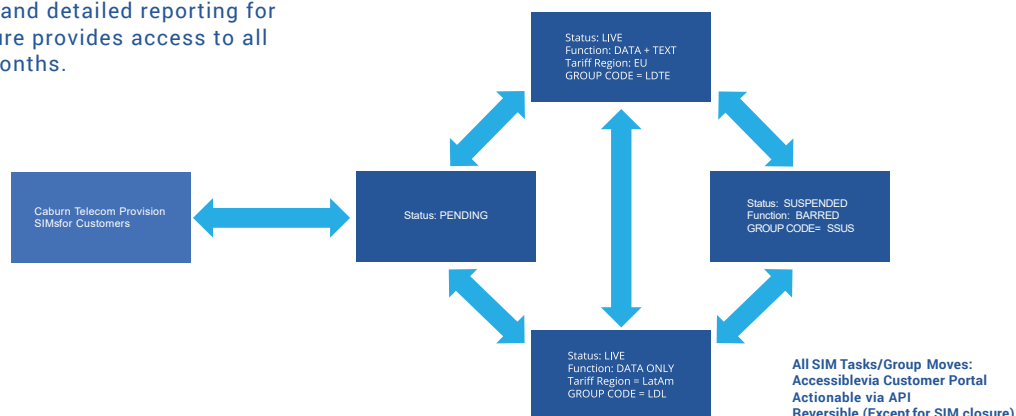 and detailed reporting for
ure provides access to all
onths.
Status: LIVE
Function: DATA + TEXT
Tariff Region: EU
GROUP CODE = LDTE
Caburn Telecom Provision
SIMsfor Customers
Status: PENDING
Status: SUSPENDED
Function: BARRED
GROUP CODE= SSUS
Status: LIVE
Function: DATA ONLY
Tariff Region = LatAm
GROUP CODE = LDL
All SIM Tasks/Group Moves:
Accessiblevia Customer Portal
Actionable via API
Reversible (Except for SIM closure)